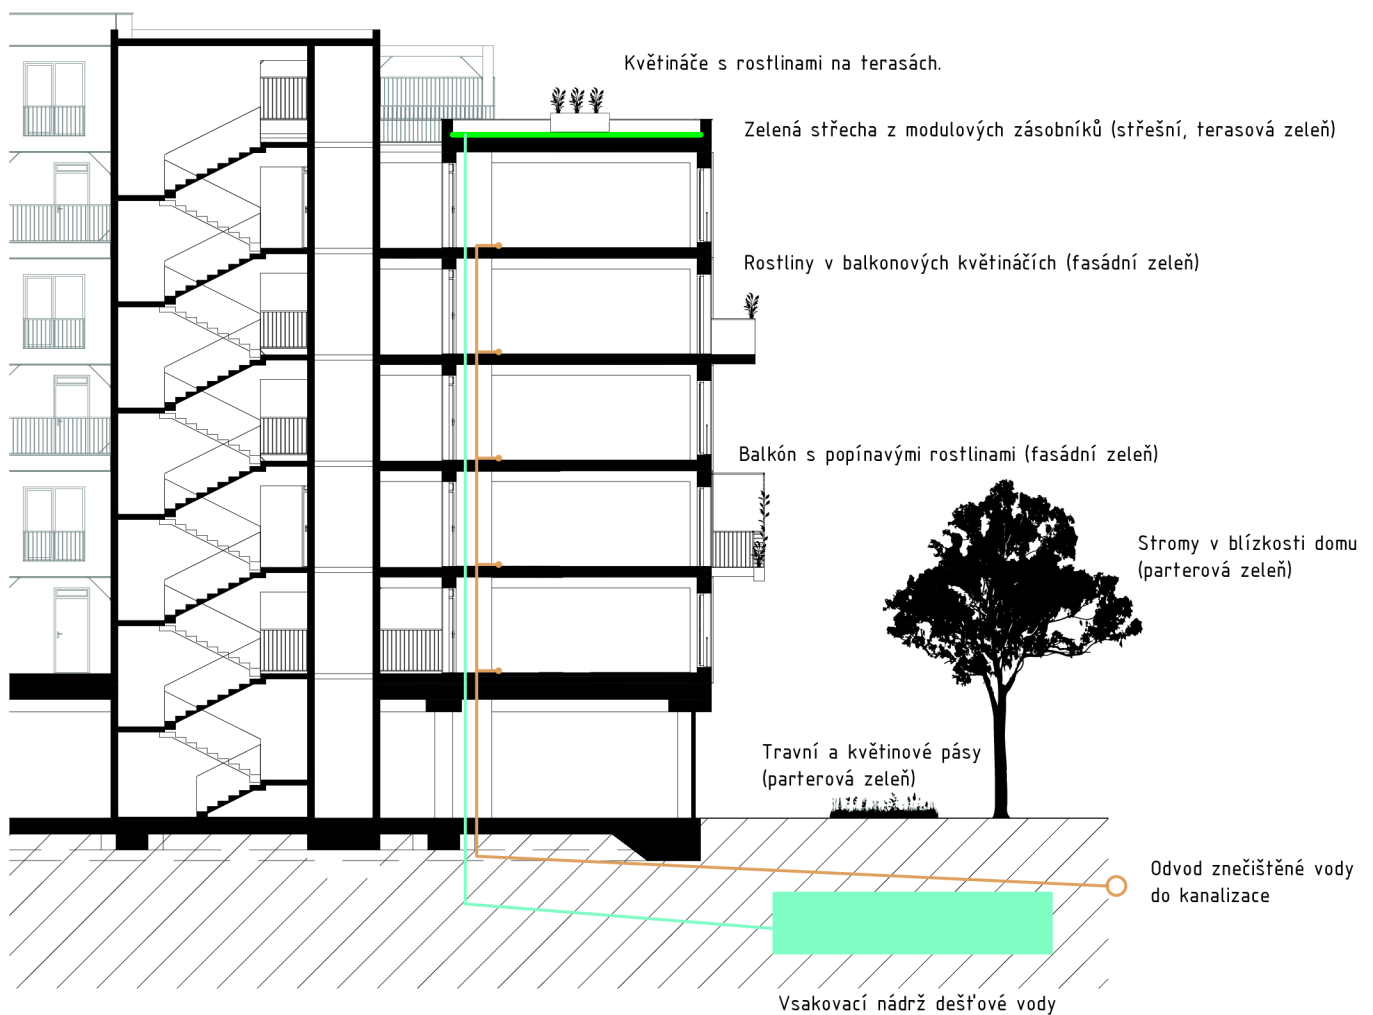 Květináče s rostlinami na terasách.
Zelená střecha z modulových zásobníků (střešní, terasová zeleň)
Rostliny v balkonových květináčích (fasádní zeleň)
Balkón s popínavými rostlinami (fasádní zeleň)
Stromy v blízkosti domu
(parterová zeleň)
Travní a květinové pásy
(parterová zeleň)
Odvod znečištěné vody
do kanalizace
Vsakovací nádrž dešťové vody